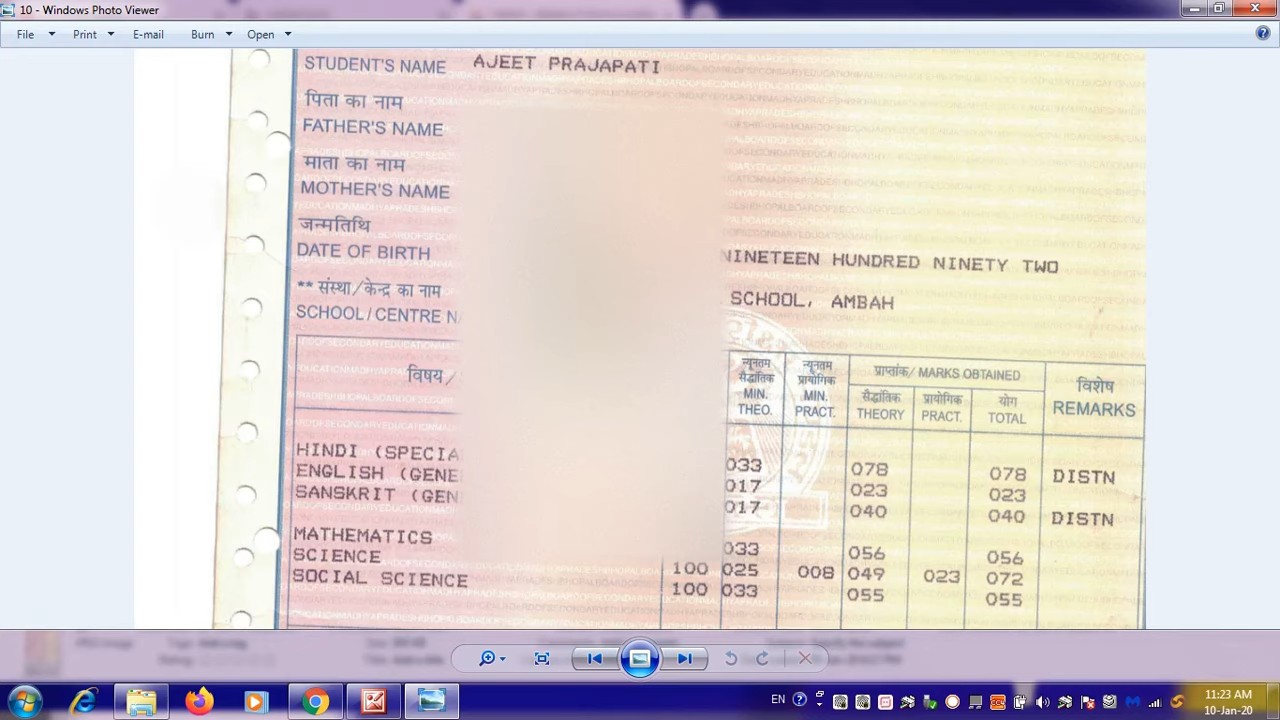 10 - Windows Photo Viewer
File Print E-mail Burn Open
STUDENT'S NAME AJEET PRAJAPATI
पिता का नाम
FATHER'S NAME
माता का नाम
MOTHER'S NAME
जन्मतिथि
DATE OF BIRTH NINETEEN HUNDRED NINETY TWO
** संस्था/केन्द्र का नाम
SCHOOL/CENTRE SCHOOL, AMBAH
विषय/ न्यूनतम सैद्धांतिक MIN. THEO. न्यूनतम प्रायोगिक MIN. PRACT. प्राप्तांक/ MARKS OBTAINED विशेष REMARKS
सैद्धांतिक THEORY प्रायोगिक PRACT. योग TOTAL
HINDI (SPECIA 033 078 078 DISTN
ENGLISH (GENE 017 023 023
SANSKRIT (GEN 017 040 040 DISTN
MATHEMATICS 033 056 056
SCIENCE 100 025 008 049 023 072
SOCIAL SCIENCE 100 033 055 055
EN
11:23 AM
10-Jan-20